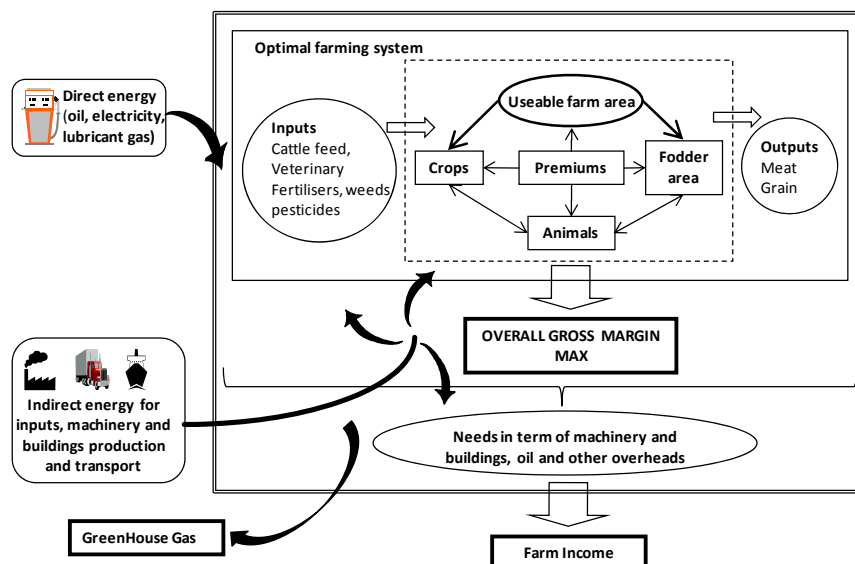 Optimal farming system
Direct energy
(oil, electricity,
lubricant gas)
Inputs
Cattle feed,
Veterinary
Fertilisers, weeds
pesticides
Useable farm area
Crops
Premiums
Fodder
area
Animals
Outputs
Meat
Grain
OVERALL GROSS MARGIN
MAX
Indirect energy for
inputs, machinery and
buildings production
and transport
Needs in term of machinery and
buildings, oil and other overheads
GreenHouse Gas
Farm Income